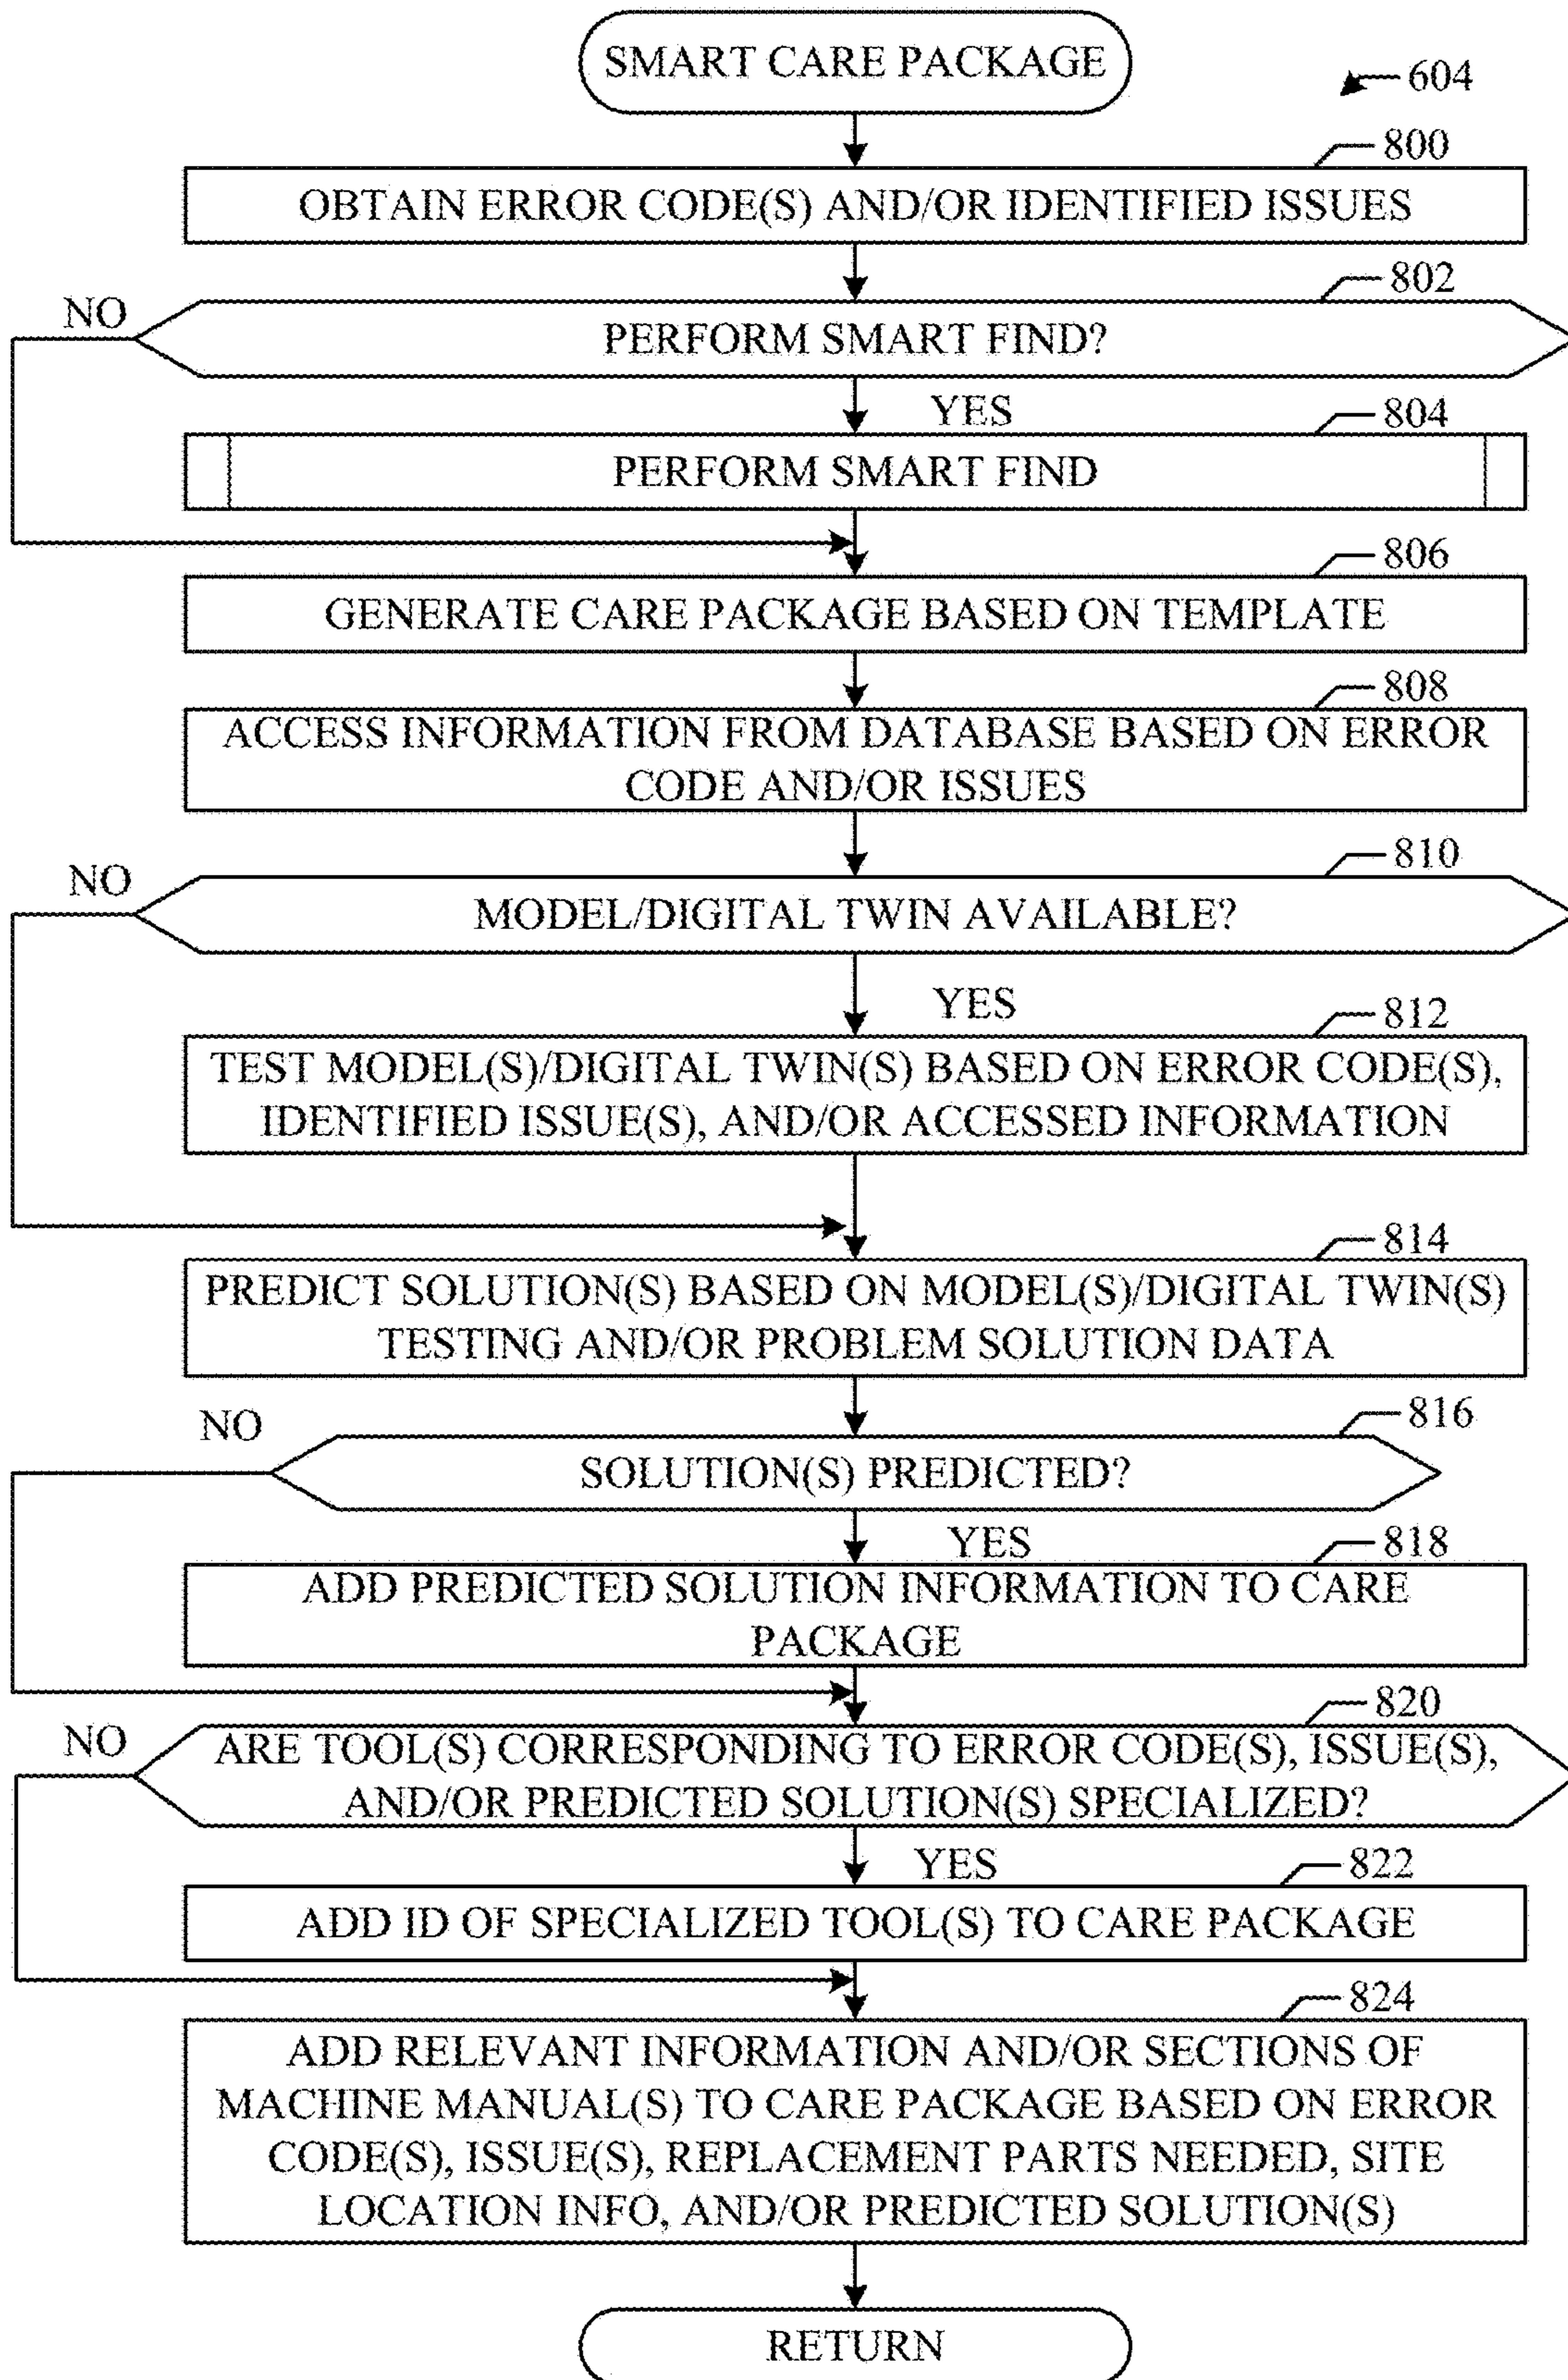 SMART CARE PACKAGE
604
800
OBTAIN ERROR CODE(S) AND/OR IDENTIFIED ISSUES
802
NO
PERFORM SMART FIND?
YES
804
PERFORM SMART FIND
806
GENERATE CARE PACKAGE BASED ON TEMPLATE
808
ACCESS INFORMATION FROM DATABASE BASED ON ERROR
CODE AND/OR ISSUES
810
NO
MODEL/DIGITAL TWIN AVAILABLE?
YES
812
TEST MODEL(S)/DIGITAL TWIN(S) BASED ON ERROR CODE(S),
IDENTIFIED ISSUE(S), AND/OR ACCESSED INFORMATION
814
PREDICT SOLUTION(S) BASED ON MODEL(S)/DIGITAL TWIN(S)
TESTING AND/OR PROBLEM SOLUTION DATA
816
NO
SOLUTION(S) PREDICTED?
YES
818
ADD PREDICTED SOLUTION INFORMATION TO CARE
PACKAGE
820
NO
ARE TOOL(S) CORRESPONDING TO ERROR CODE(S), ISSUE(S),
AND/OR PREDICTED SOLUTION(S) SPECIALIZED?
YES
822
ADD ID OF SPECIALIZED TOOL(S) TO CARE PACKAGE
824
ADD RELEVANT INFORMATION AND/OR SECTIONS OF
MACHINE MANUAL(S) TO CARE PACKAGE BASED ON ERROR
CODE(S), ISSUE(S), REPLACEMENT PARTS NEEDED, SITE
LOCATION INFO, AND/OR PREDICTED SOLUTION(S)
RETURN